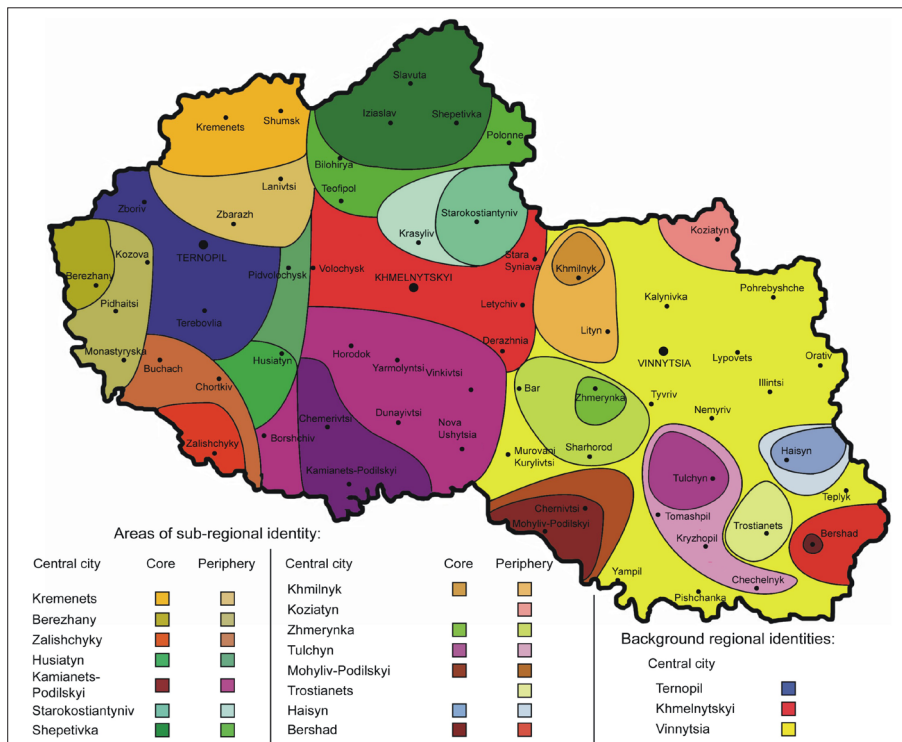 Slavuta
Iziaslav
Shepetivka
Shumsk
Kremenets
Polonne
Bilohirya
Lanivtsi
Teofipol
Zboriv
Zbarazh
Starokostiantyniv
Krasyliv
Koziatyn
TERNOPIL
Kozova
Stara
Syniava
Pidvolochysk
Volochysk
KHMELNYTSKYI
Khmilnyk
Berezhany
Pidhaitsi
Terebovlia
Letychiv
Kalynivka
Pohrebyshche
Lityn
Monastyryska
Buchach
Husiatyn
Horodok
Yarmolyntsi
Derazhnia
VINNYTSIA
Lypovets
Orativ
Chortkiv
Vinkivtsi
Bar
Zhmerynka
Tyvriv
Illintsi
Chemerivtsi
Dunayivtsi
Nova
Ushytsia
Nemyriv
Zalishchyky
Borshchiv
Murovani
Kurylivtsi
Sharhorod
Haisyn
Kamianets-Podilskyi
Tulchyn
Teplyk
Chernivtsi
Mohyliv-Podilskyi
Tomashpil
Trostianets
Bershad
Kryzhopil
Yampil
Pishchanka
Chechelnyk
Areas of sub-regional identity:
Central city Core Periphery
Kremenets
Berezhany
Zalishchyky
Husiatyn
Kamianets-
Podilskyi
Starokostiantyniv
Shepetivka
Central city Core Periphery
Khmilnyk
Koziatyn
Zhmerynka
Tulchyn
Mohyliv-Podilskyi
Trostianets
Haisyn
Bershad
Background regional identities:
Central city
Ternopil
Khmelnytskyi
Vinnytsia